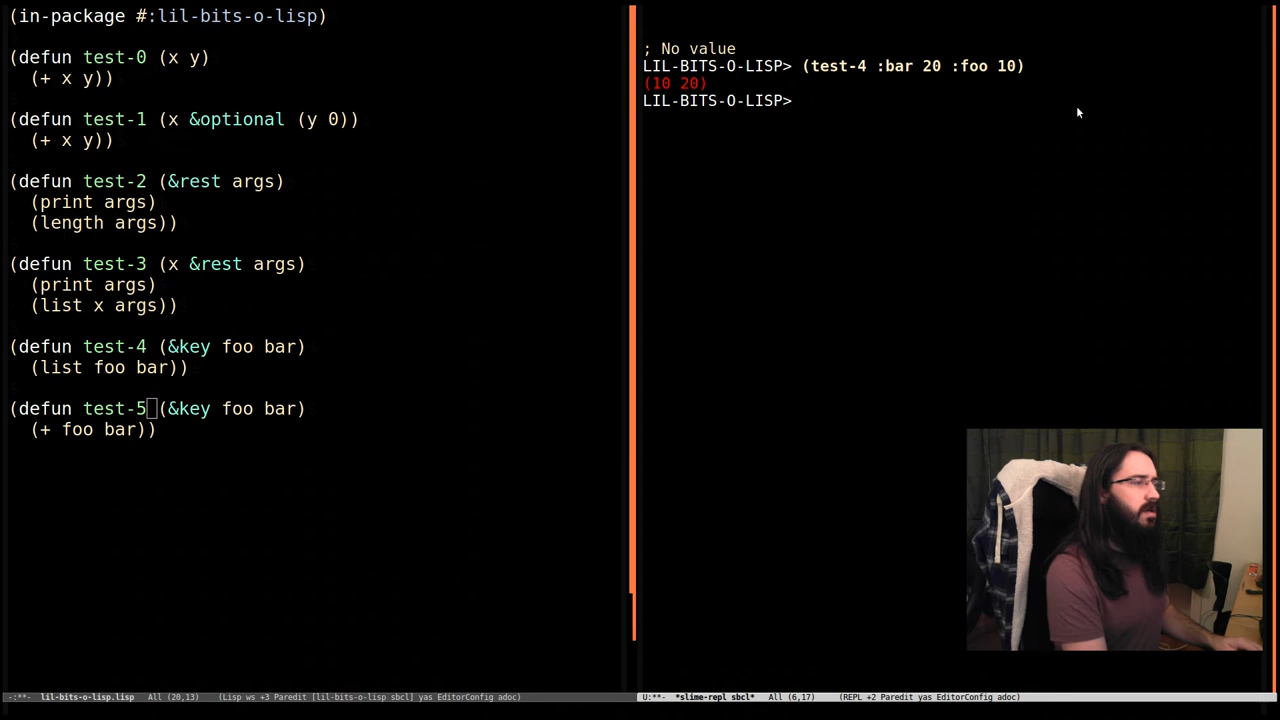 (in-package #:lil-bits-o-lisp)
(defun test-0 (x y)
  (+ x y))
(defun test-1 (x &optional (y 0))
  (+ x y))
(defun test-2 (&rest args)
  (print args)
  (length args))
(defun test-3 (x &rest args)
  (print args)
  (list x args))
(defun test-4 (&key foo bar)
  (list foo bar))
(defun test-5 (&key foo bar)
  (+ foo bar))
-:**-  lil-bits-o-lisp.lisp   All (20,13)    (Lisp ws +3 Paredit [lil-bits-o-lisp sbcl] yas EditorConfig adoc)
; No value
LIL-BITS-O-LISP> (test-4 :bar 20 :foo 10)
(10 20)
LIL-BITS-O-LISP>
U:**-  *slime-repl sbcl*   All (6,17)    (REPL +2 Paredit yas EditorConfig adoc)